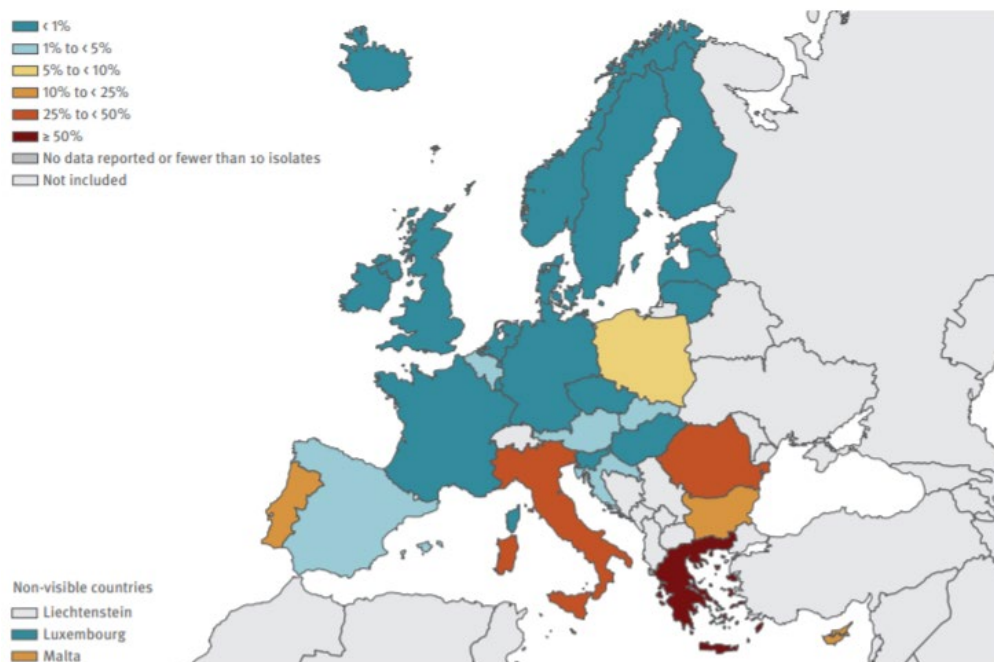 < 1%
1% to < 5%
5% to < 10%
10% to < 25%
25% to < 50%
≥ 50%
No data reported or fewer than 10 isolates
Not included
Non-visible countries
Liechtenstein
Luxembourg
Malta